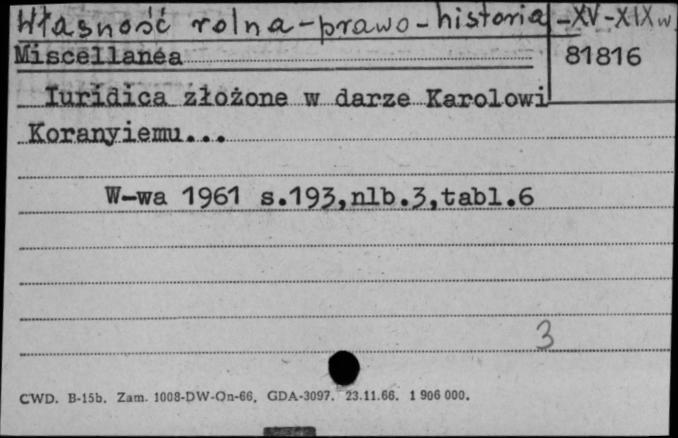 Własność rolna-prawo-historia-XV-XIXw.
Miscellanea 81816
Iuridica złożone w darze Karolowi
Koranyiemu...
W-wa 1961 s.193,nlb.3,tabl.6
3
CWD. B-15b. Zam. 1008-DW-On-66. GDA-3097. 23.11.66. 1 906 000.